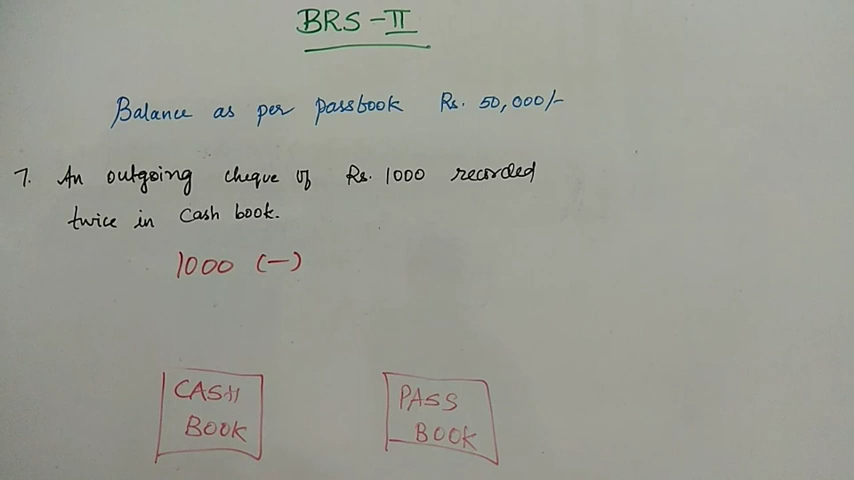 BRS - II
Balance as per passbook Rs. 50,000/-
7. An outgoing cheque of Rs. 1000 recorded
twice in Cash book.
1000 (-)
CASH
BOOK
PASS
BOOK